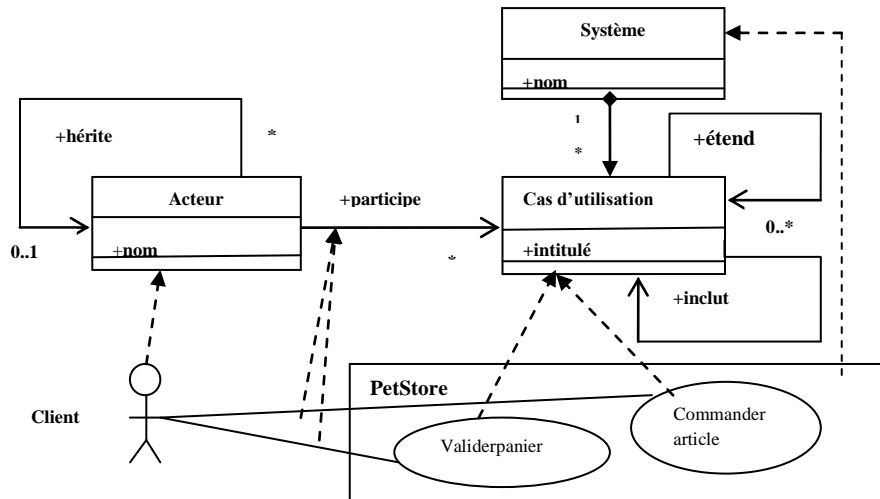 Système
+nom
1
*
+hérite
*
+étend
Acteur
+participe
Cas d'utilisation
0..1
+nom
*
+intitulé
0..*
+inclut
PetStore
Client
Commander
article
Validerpanier